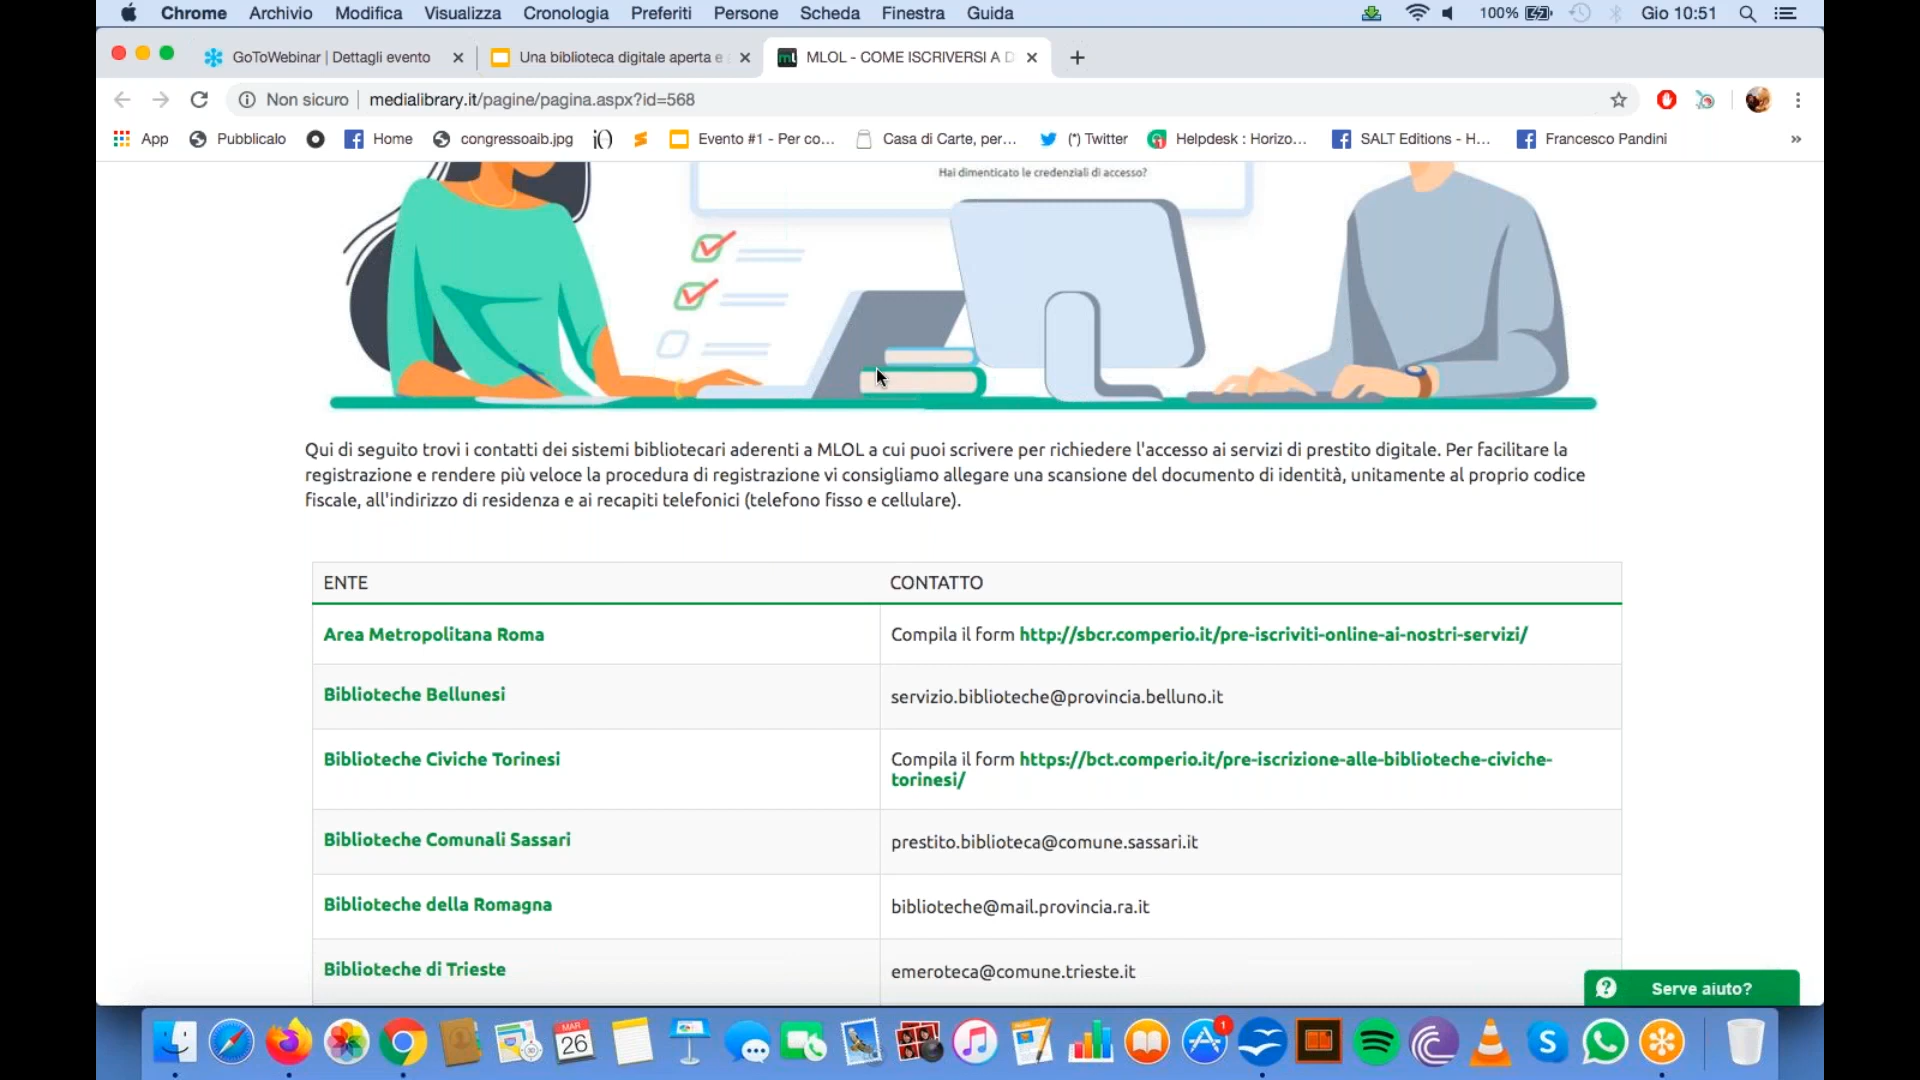 Chrome Archivio Modifica Visualizza Cronologia Preferiti Persone Scheda Finestra Guida 100% Gio 10:51
GoToWebinar | Dettagli evento Una biblioteca digitale aperta e MLOL - COME ISCRIVERSI A D
Non sicuro medialibrary.it/pagine/pagina.aspx?id=568
App Pubblicalo Home congressoaib.jpg Evento #1 - Per co... Casa di Carte, per... (*) Twitter Helpdesk : Horizo... SALT Editions - H... Francesco Pandini »
Hai dimenticato le credenziali di accesso?
Qui di seguito trovi i contatti dei sistemi bibliotecari aderenti a MLOL a cui puoi scrivere per richiedere l'accesso ai servizi di prestito digitale. Per facilitare la
registrazione e rendere più veloce la procedura di registrazione vi consigliamo allegare una scansione del documento di identità, unitamente al proprio codice
fiscale, all'indirizzo di residenza e ai recapiti telefonici (telefono fisso e cellulare).
ENTE CONTATTO
Area Metropolitana Roma Compila il form http://sbcr.comperio.it/pre-iscriviti-online-ai-nostri-servizi/
Biblioteche Bellunesi servizio.biblioteche@provincia.belluno.it
Biblioteche Civiche Torinesi Compila il form https://bct.comperio.it/pre-iscrizione-alle-biblioteche-civiche-
torinesi/
Biblioteche Comunali Sassari prestito.biblioteca@comune.sassari.it
Biblioteche della Romagna biblioteche@mail.provincia.ra.it
Biblioteche di Trieste emeroteca@comune.trieste.it
? Serve aiuto?
MAR
26
1